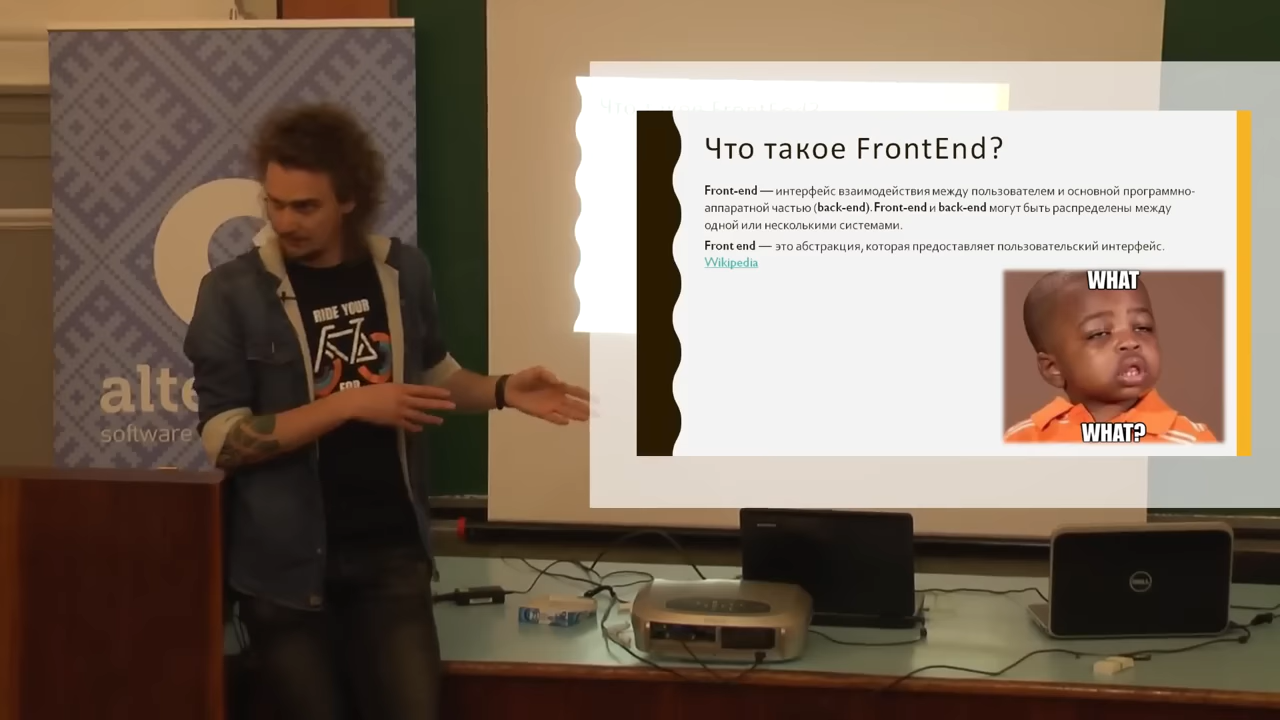 Что такое FrontEnd?
Front-end — интерфейс взаимодействия между пользователем и основной программно-
аппаратной частью (back-end). Front-end и back-end могут быть распределены между
одной или несколькими системами.
Front end — это абстракция, которая предоставляет пользовательский интерфейс.
Wikipedia
WHAT
WHAT?
RIDE YOUR
FOR
alte
software
DELL